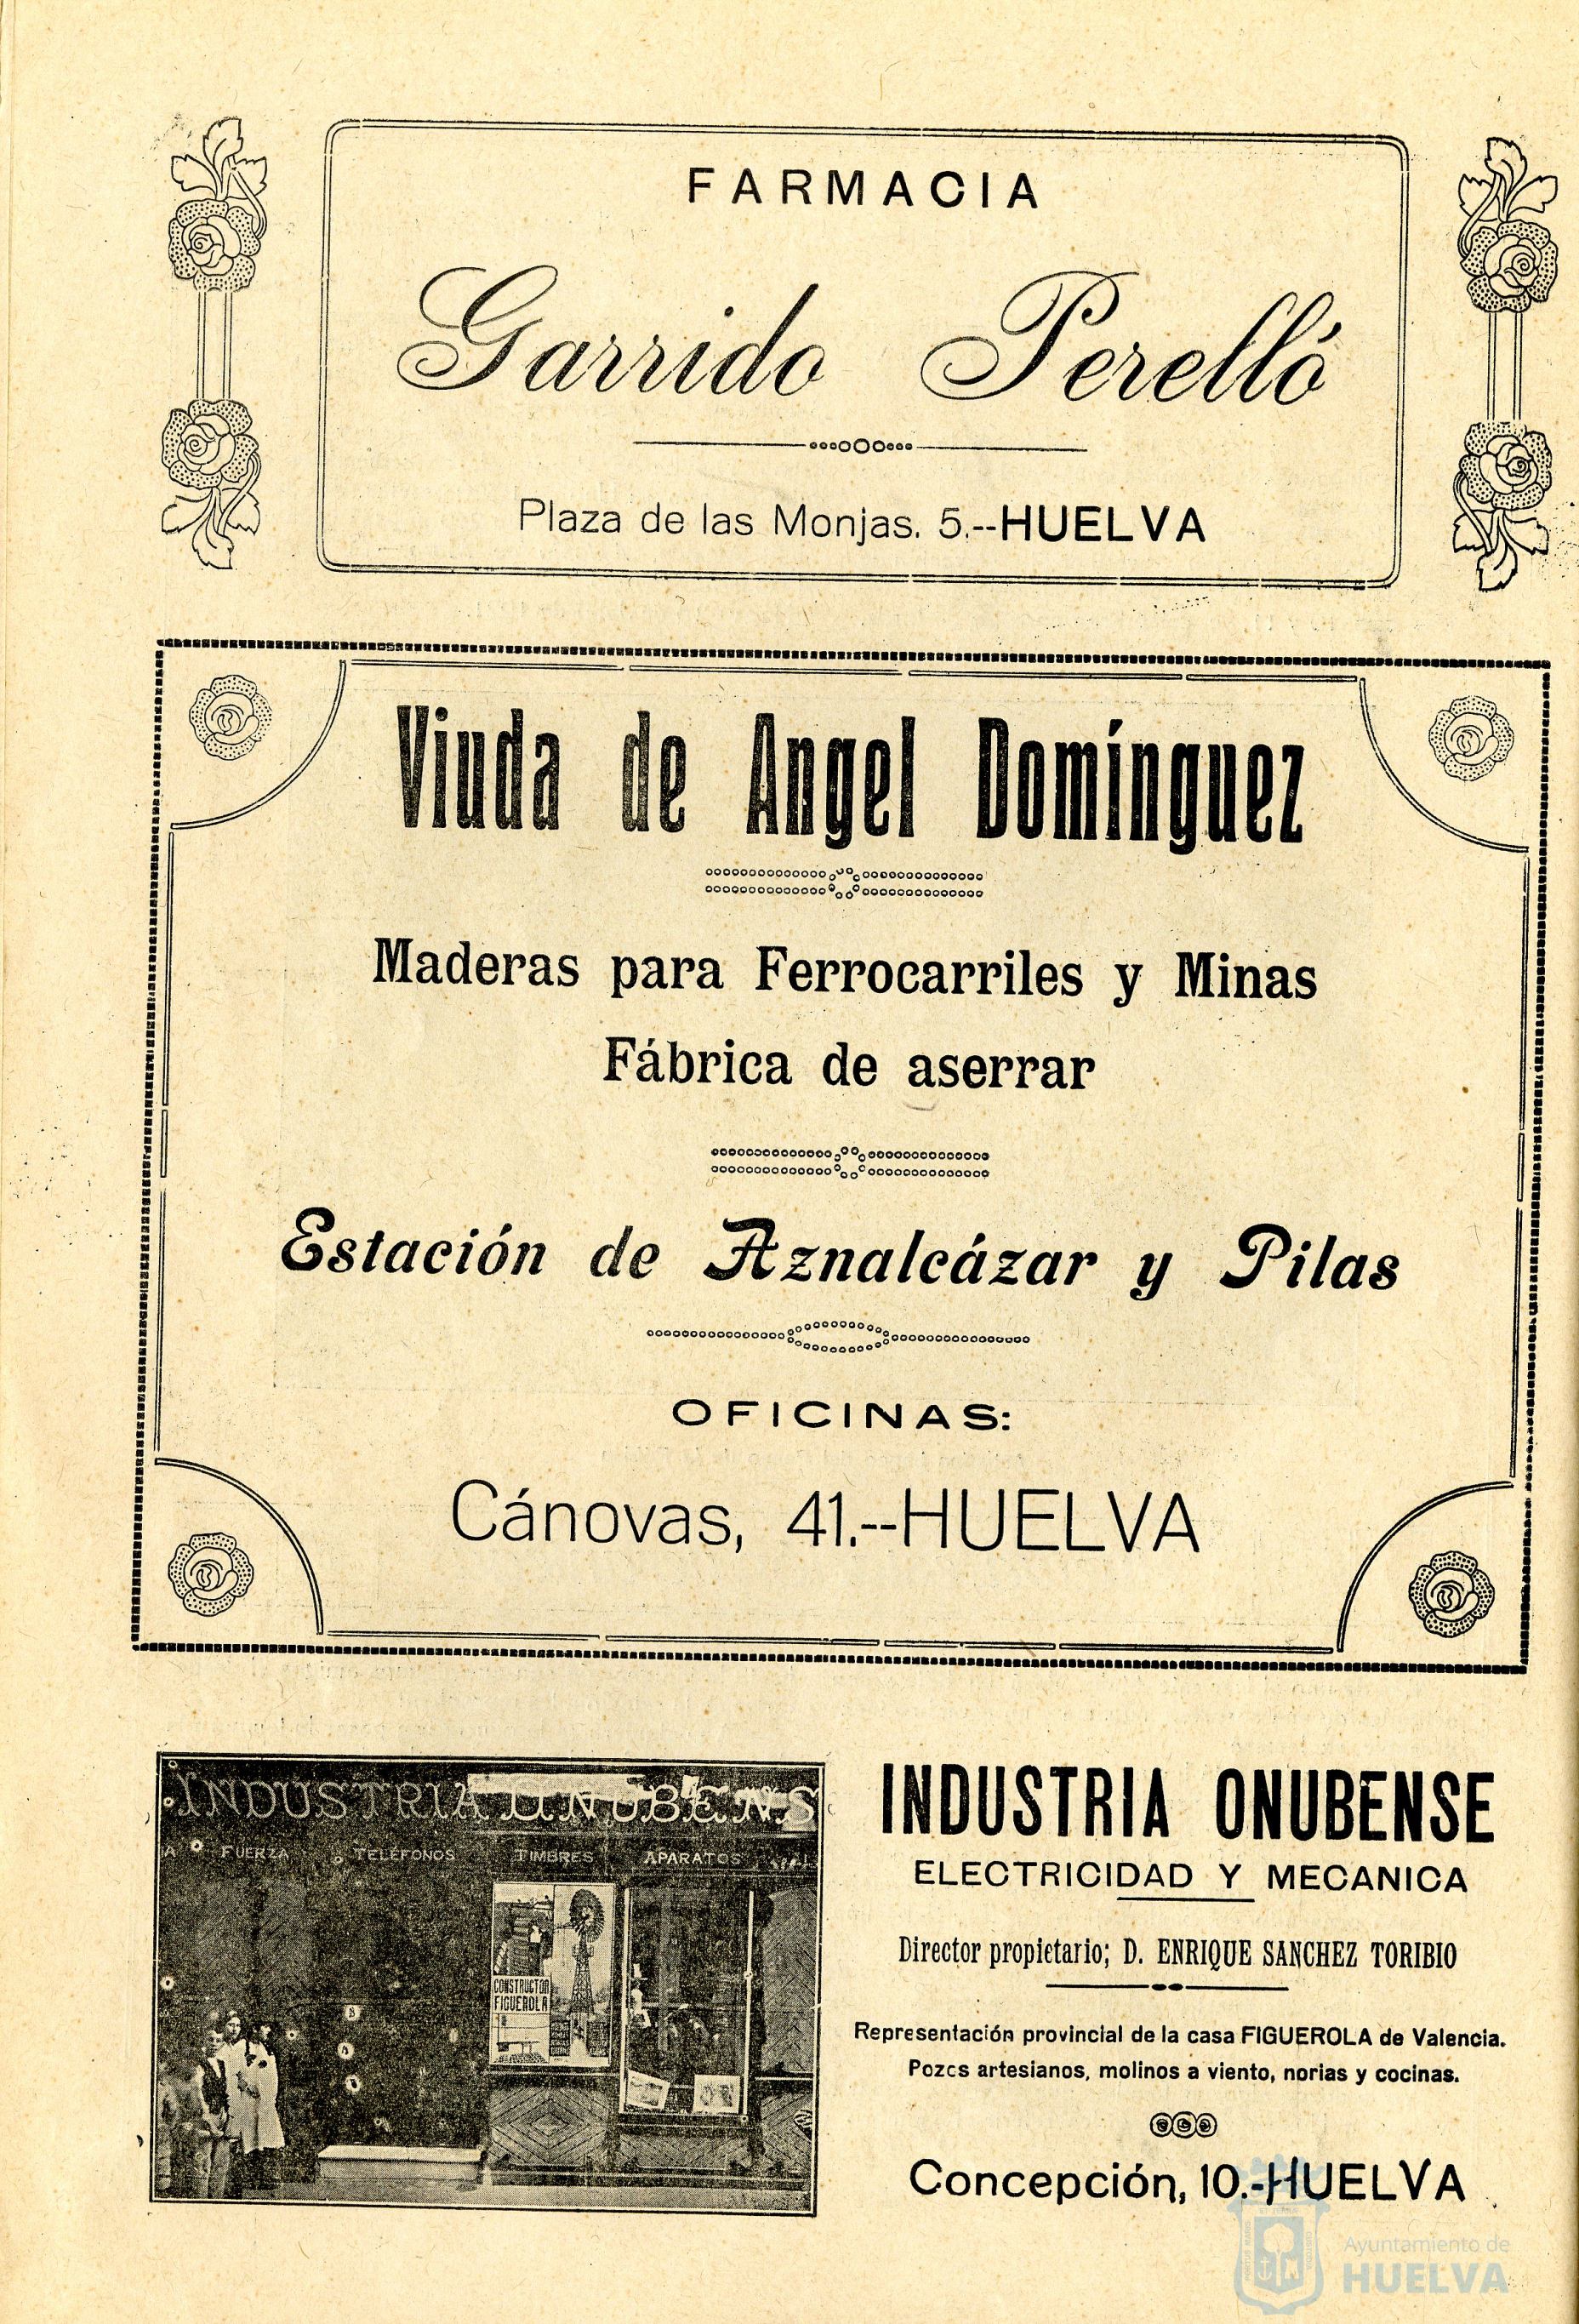 FARMACIA
Garrido Perelló
Plaza de las Monjas. 5.--HUELVA
Viuda de Angel Domínguez
Maderas para Ferrocarriles y Minas
Fábrica de aserrar
Estación de Aznalcázar y Pilas
OFICINAS:
Cánovas, 41.--HUELVA
INDUSTRIA ONUBENS
A FUERZA TELÉFONOS TIMBRES APARATOS
CONSTRUCTOR
FIGUEROLA
INDUSTRIA ONUBENSE
ELECTRICIDAD Y MECANICA
Director propietario; D. ENRIQUE SANCHEZ TORIBIO
Representación provincial de la casa FIGUEROLA de Valencia.
Pozos artesianos, molinos a viento, norias y cocinas.
Concepción, 10.-HUELVA
Ayuntamiento de
HUELVA